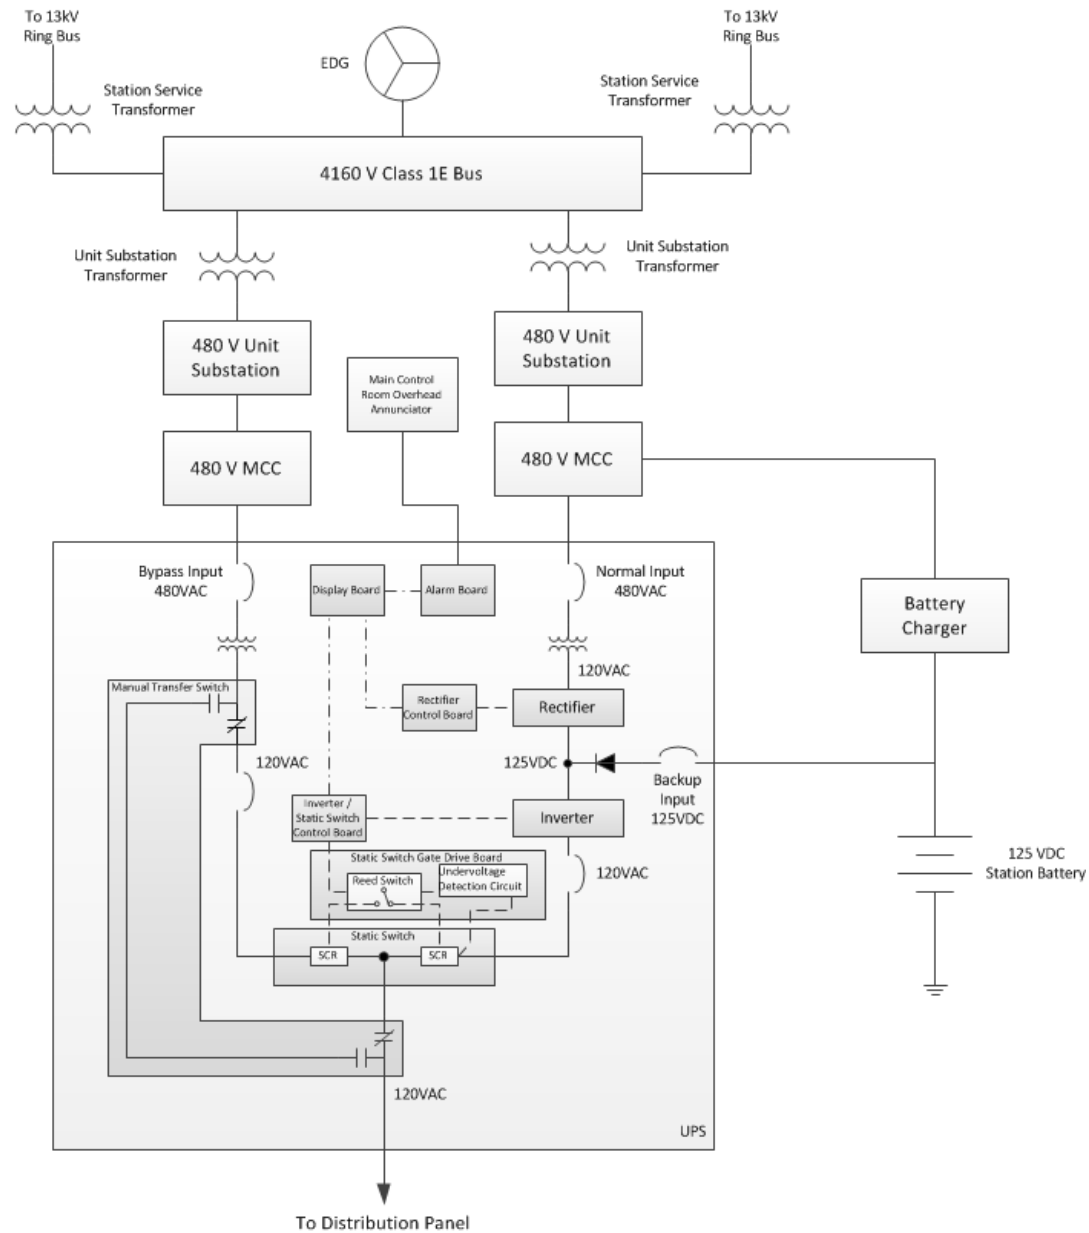 To 13kV
Ring Bus
To 13kV
Ring Bus
EDG
Station Service
Transformer
Station Service
Transformer
4160 V Class 1E Bus
Unit Substation
Transformer
Unit Substation
Transformer
480 V Unit
Substation
480 V Unit
Substation
Main Control
Room Overhead
Annunciator
480 V MCC
480 V MCC
Bypass Input
480VAC
Display Board
Alarm Board
Normal Input
480VAC
Battery
Charger
120VAC
Manual Transfer Switch
Rectifier
Control Board
Rectifier
120VAC
125VDC
Backup
Input
125VDC
Inverter /
Static Switch
Control Board
Inverter
Static Switch Gate Drive Board
Undervoltage
Detection Circuit
Reed Switch
120VAC
125 VDC
Station Battery
Static Switch
SCR
SCR
120VAC
UPS
To Distribution Panel